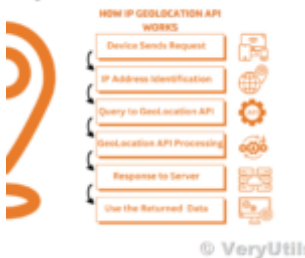 HOW IP GEOLOCATION API
WORKS
Device Sends Request
IP Address Identification
Query to GeoLocation API
GeoLocation API Processing
Response to Server
Use the Returned Data
© VeryUtils